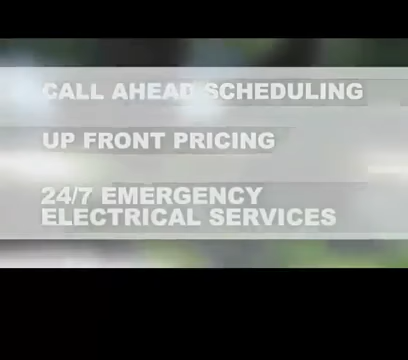 CALL AHEAD SCHEDULING
UP FRONT PRICING
24/7 EMERGENCY
ELECTRICAL SERVICES